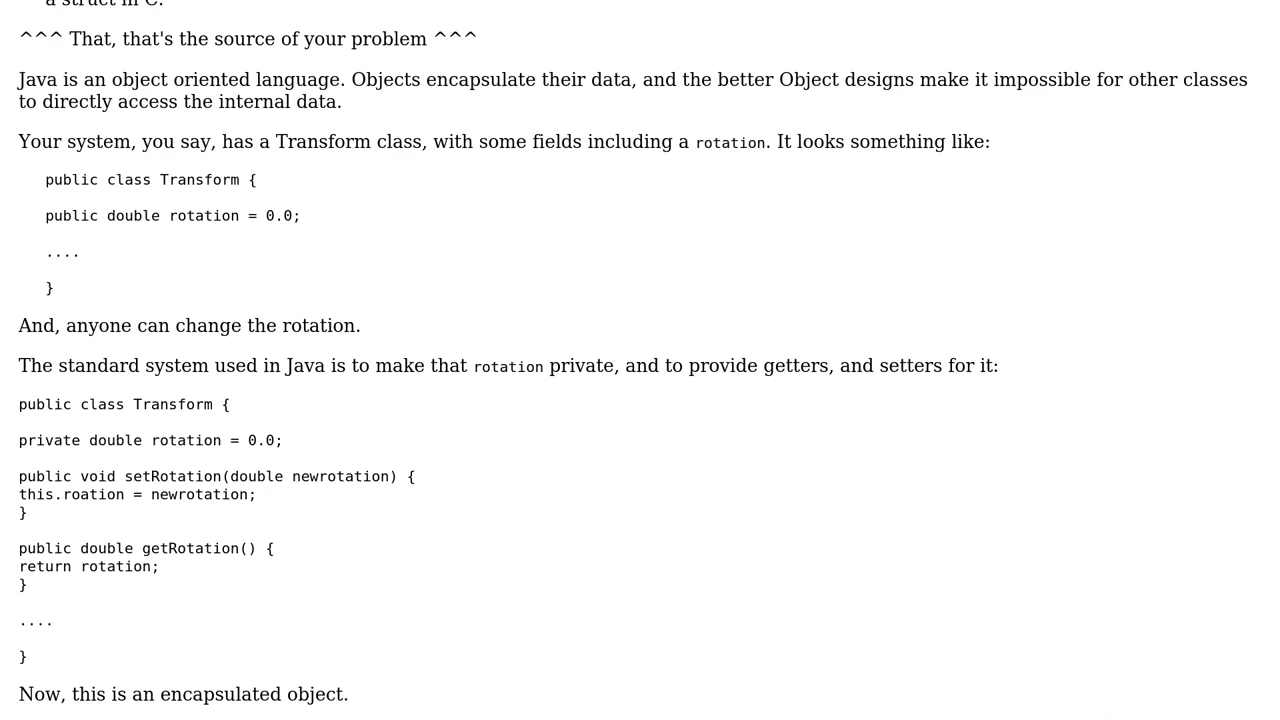 a struct in C.
^^^ That, that's the source of your problem ^^^
Java is an object oriented language. Objects encapsulate their data, and the better Object designs make it impossible for other classes
to directly access the internal data.
Your system, you say, has a Transform class, with some fields including a rotation. It looks something like:
public class Transform {
public double rotation = 0.0;
....
}
And, anyone can change the rotation.
The standard system used in Java is to make that rotation private, and to provide getters, and setters for it:
public class Transform {
private double rotation = 0.0;
public void setRotation(double newrotation) {
this.roation = newrotation;
}
public double getRotation() {
return rotation;
}
....
}
Now, this is an encapsulated object.